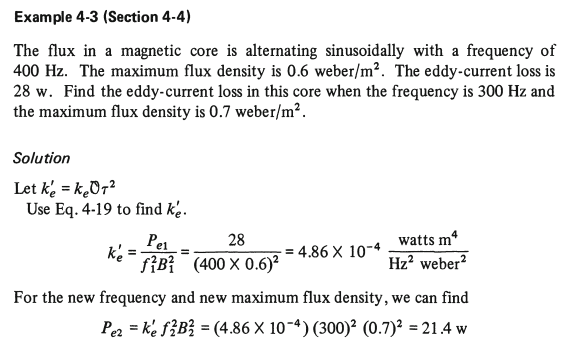 Example 4-3 (Section 4-4)
The flux in a magnetic core is alternating sinusoidally with a frequency of
400 Hz. The maximum flux density is 0.6 weber/m². The eddy-current loss is
28 w. Find the eddy-current loss in this core when the frequency is 300 Hz and
the maximum flux density is 0.7 weber/m².
Solution
Let k′ₑ = kₑ℧τ²
Use Eq. 4-19 to find k′ₑ.
k′ₑ = Pₑ₁ / f₁²B₁² = 28 / (400 × 0.6)² = 4.86 × 10⁻⁴ watts m⁴ / Hz² weber²
For the new frequency and new maximum flux density, we can find
Pₑ₂ = k′ₑ f₂²B₂² = (4.86 × 10⁻⁴) (300)² (0.7)² = 21.4 w